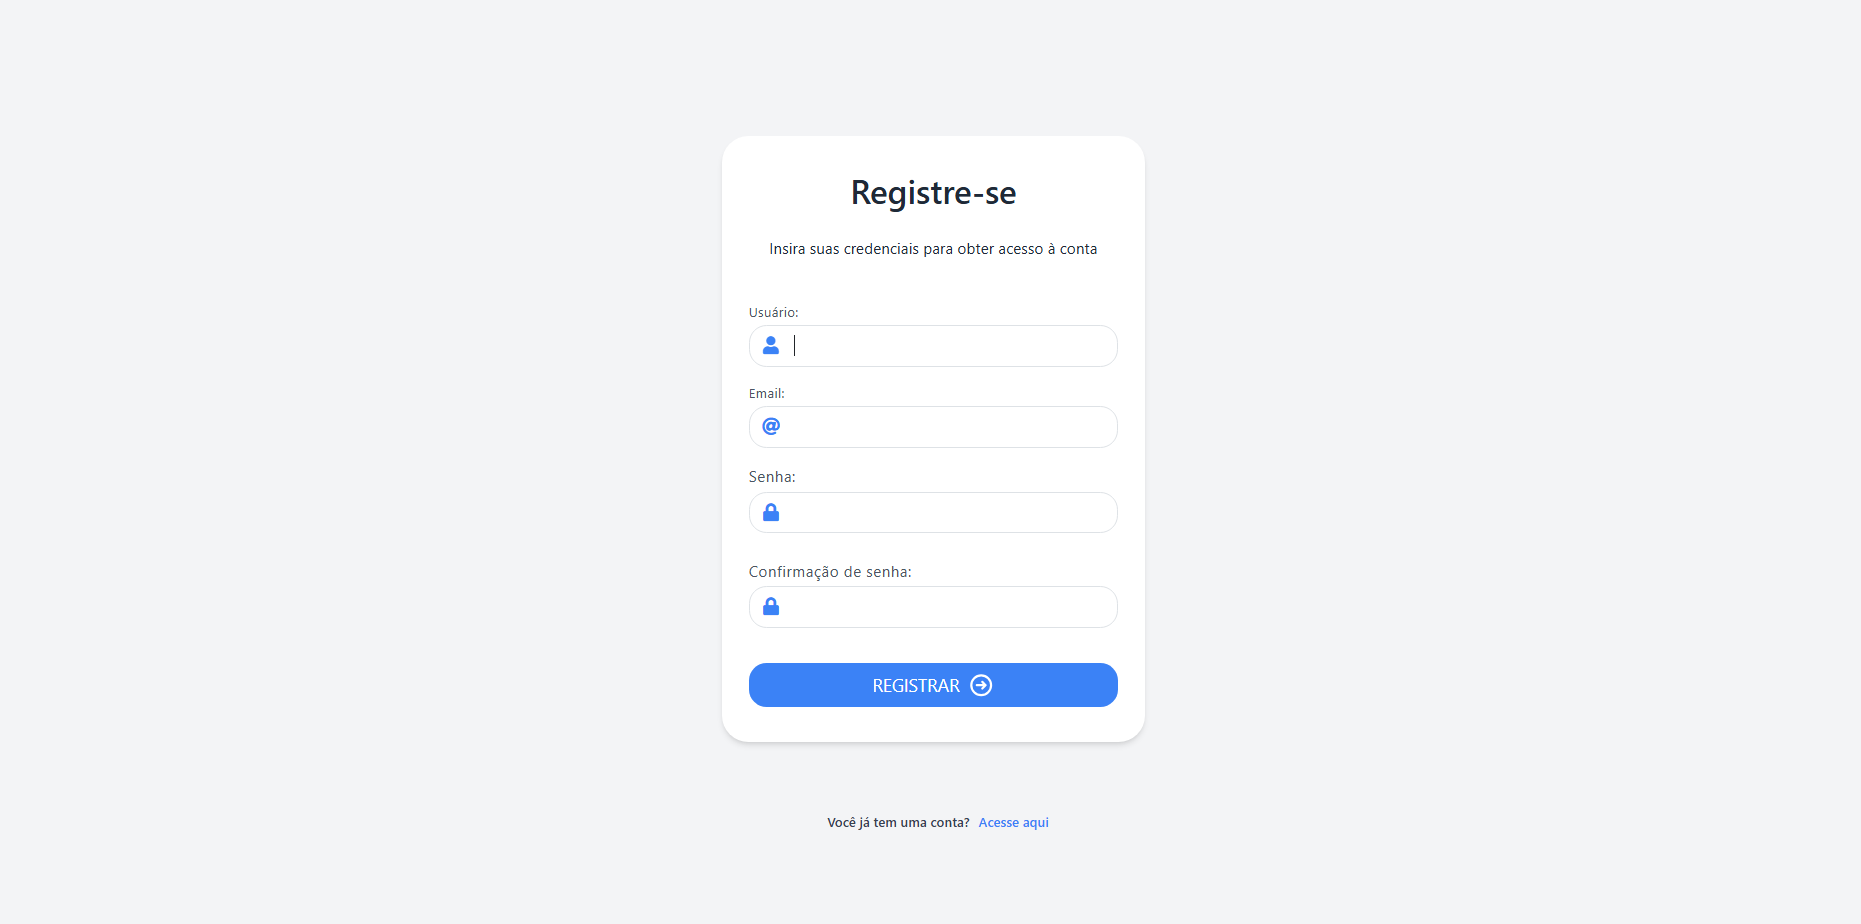 Registre-se
Insira suas credenciais para obter acesso à conta
Usuário:
Email:
@
Senha:
Confirmação de senha:
REGISTRAR
Você já tem uma conta? Acesse aqui